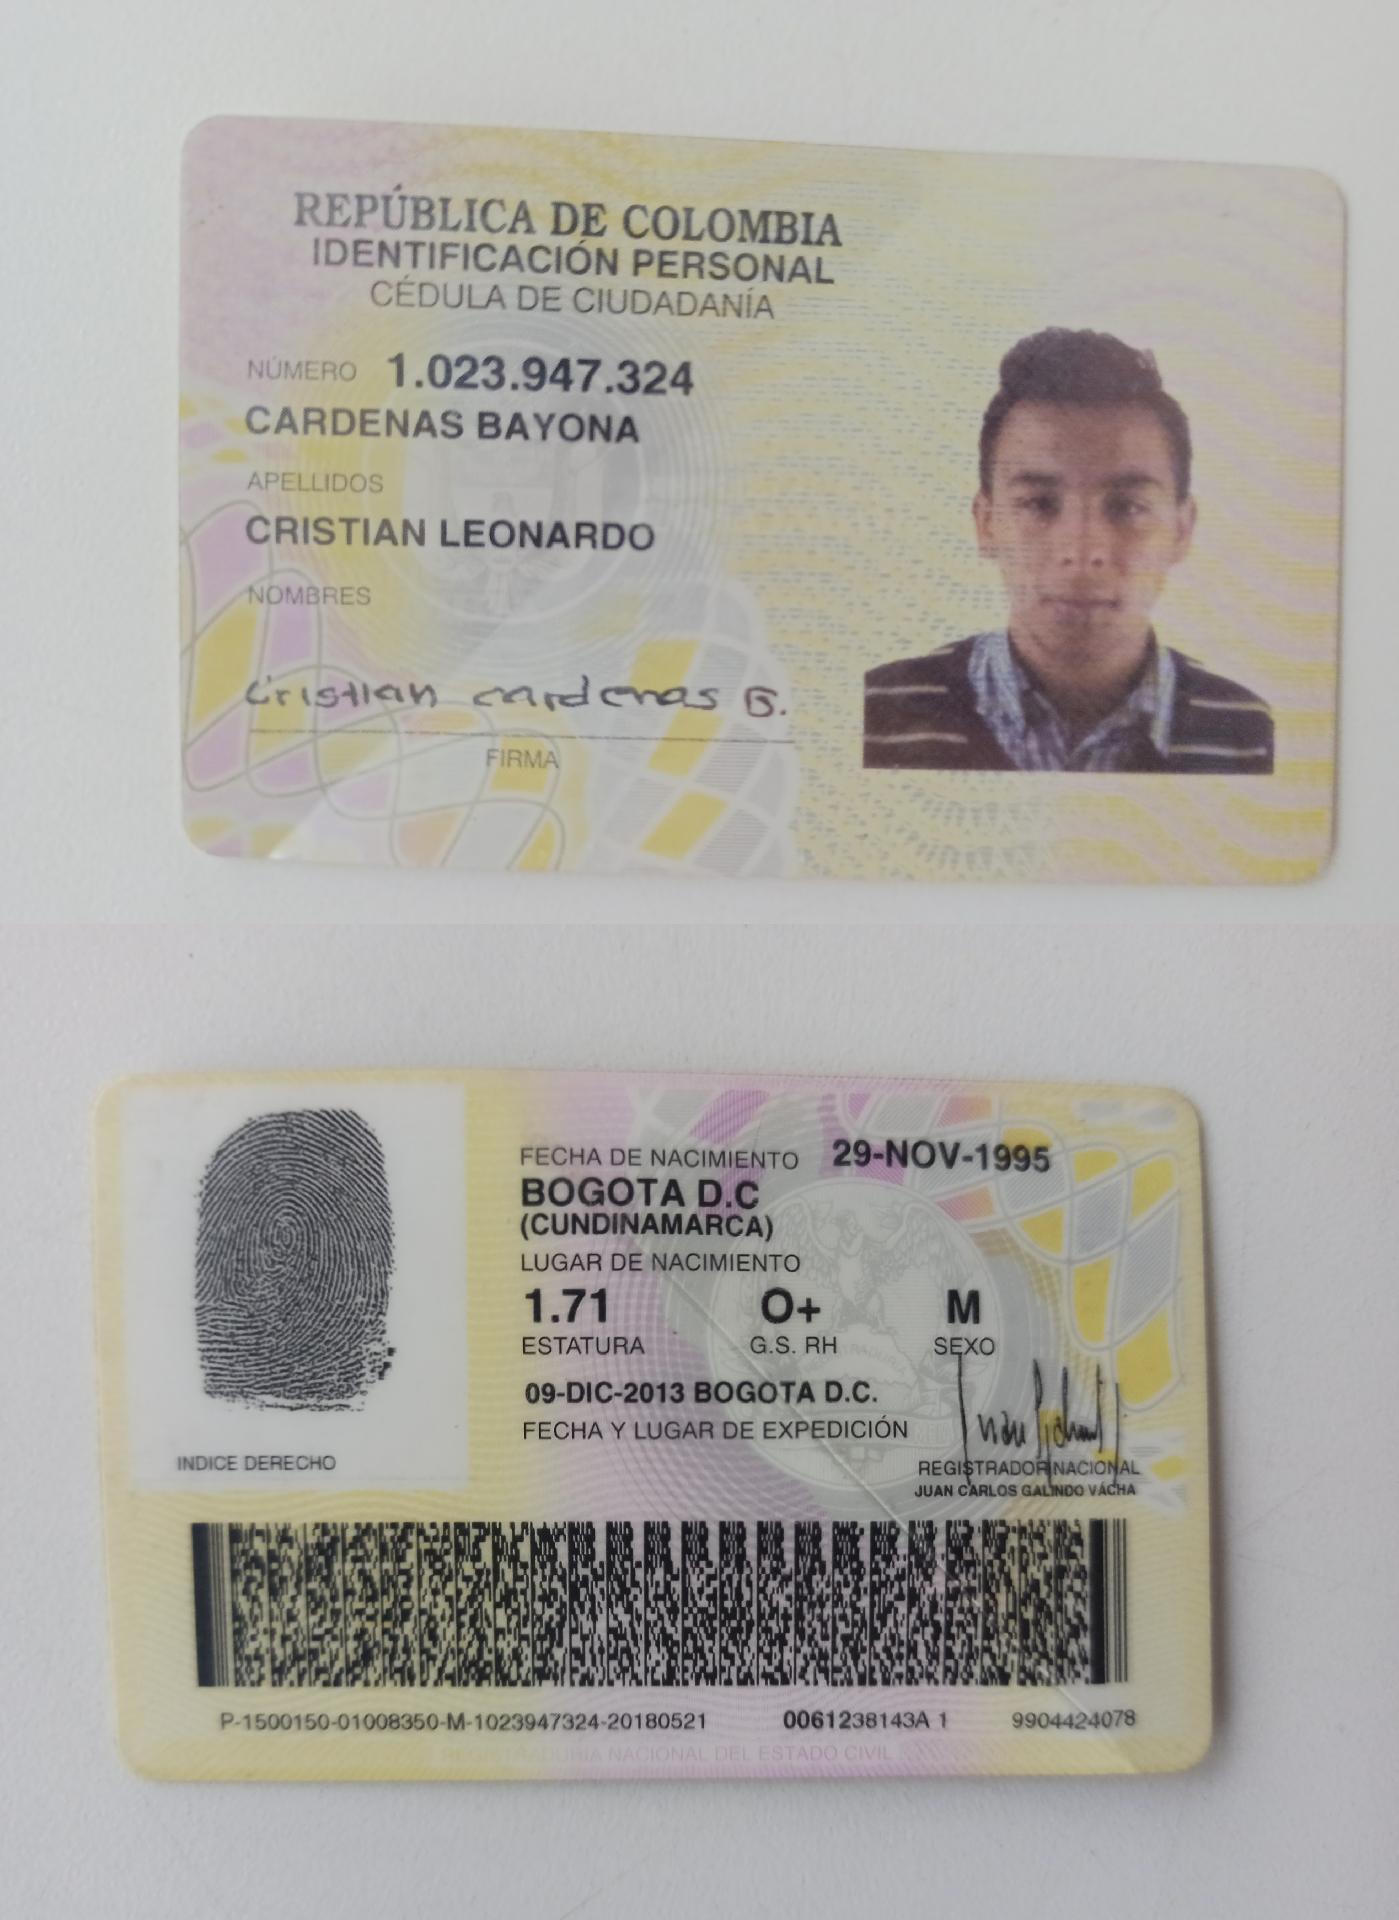 REPÚBLICA DE COLOMBIA
IDENTIFICACIÓN PERSONAL
CÉDULA DE CIUDADANÍA
NÚMERO 1.023.947.324
CARDENAS BAYONA
APELLIDOS
CRISTIAN LEONARDO
NOMBRES
Cristian cardenas B.
FIRMA
FECHA DE NACIMIENTO 29-NOV-1995
BOGOTA D.C
(CUNDINAMARCA)
LUGAR DE NACIMIENTO
1.71 O+ M
ESTATURA G.S. RH SEXO
09-DIC-2013 BOGOTA D.C.
FECHA Y LUGAR DE EXPEDICIÓN
INDICE DERECHO
REGISTRADOR NACIONAL
JUAN CARLOS GALINDO VÁCHA
P-1500150-01008350-M-1023947324-20180521 0061238143A 1 9904424078
REGISTRADURIA NACIONAL DEL ESTADO CIVIL